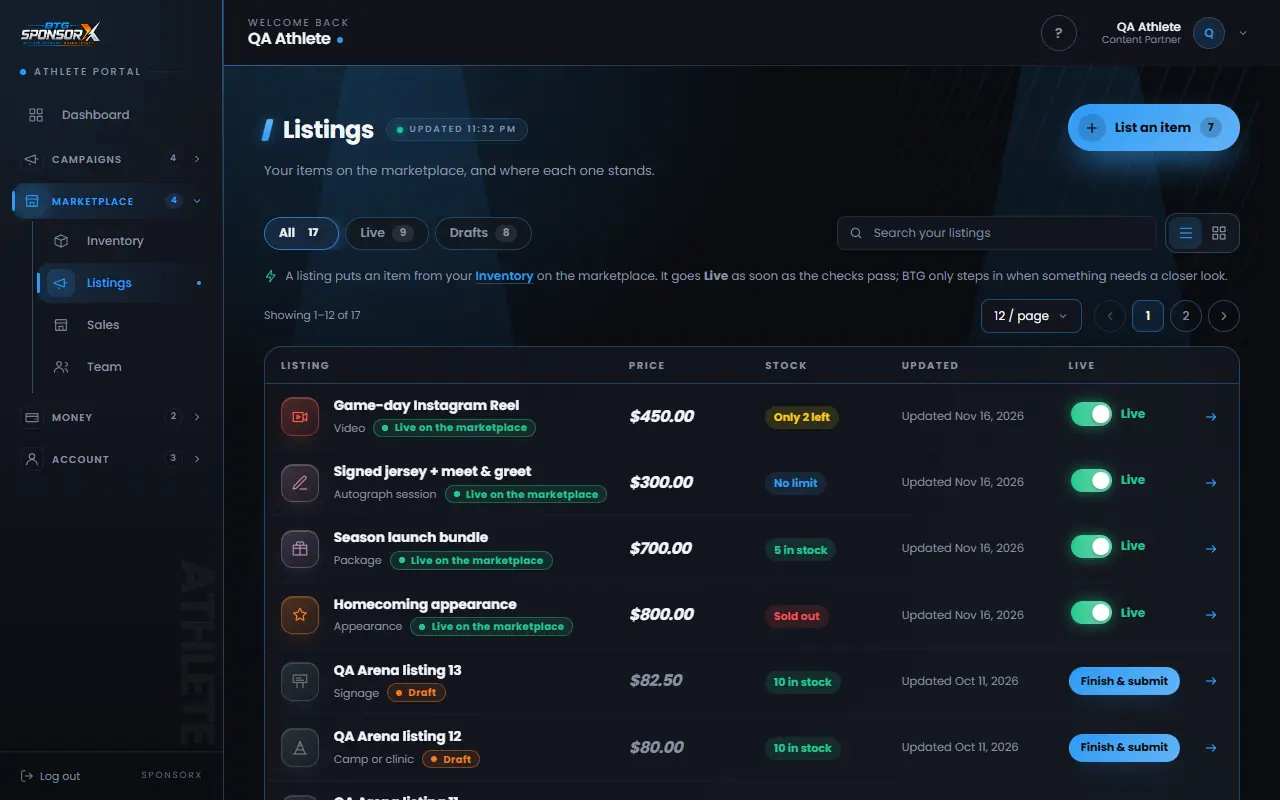 BTG
SPONSORX
ATHLETE PORTAL
Dashboard
CAMPAIGNS 4
MARKETPLACE 4
Inventory
Listings
Sales
Team
MONEY 2
ACCOUNT 3
ATHLETE
Log out
SPONSORX
WELCOME BACK
QA Athlete
?
QA Athlete
Content Partner
Q
Listings
UPDATED 11:32 PM
Your items on the marketplace, and where each one stands.
+ List an item 7
All 17
Live 9
Drafts 8
Search your listings
A listing puts an item from your Inventory on the marketplace. It goes Live as soon as the checks pass; BTG only steps in when something needs a closer look.
Showing 1–12 of 17
12 / page
1
2
LISTING PRICE STOCK UPDATED LIVE
Game-day Instagram Reel
Video Live on the marketplace
$450.00
Only 2 left
Updated Nov 16, 2026
Live
Signed jersey + meet & greet
Autograph session Live on the marketplace
$300.00
No limit
Updated Nov 16, 2026
Live
Season launch bundle
Package Live on the marketplace
$700.00
5 in stock
Updated Nov 16, 2026
Live
Homecoming appearance
Appearance Live on the marketplace
$800.00
Sold out
Updated Nov 16, 2026
Live
QA Arena listing 13
Signage Draft
$82.50
10 in stock
Updated Oct 11, 2026
Finish & submit
QA Arena listing 12
Camp or clinic Draft
$80.00
10 in stock
Updated Oct 11, 2026
Finish & submit